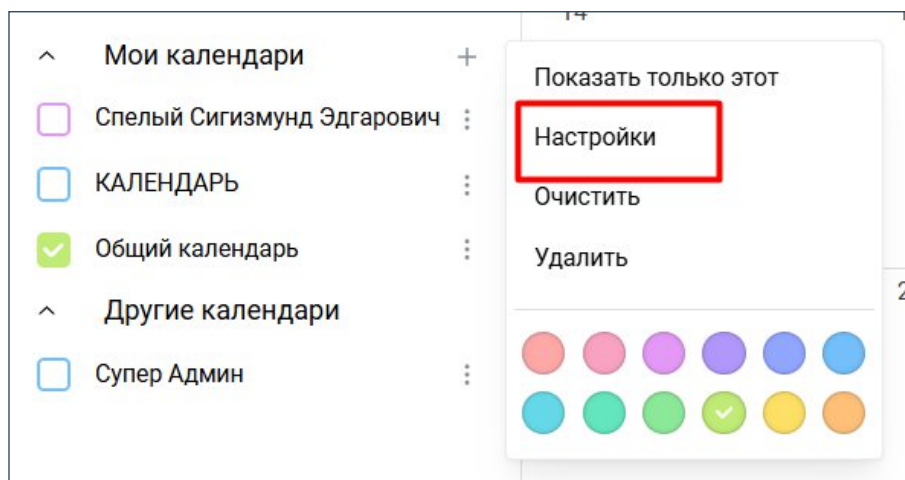 Мои календари
Спелый Сигизмунд Эдгарович
КАЛЕНДАРЬ
Общий календарь
Другие календари
Супер Админ
Показать только этот
Настройки
Очистить
Удалить